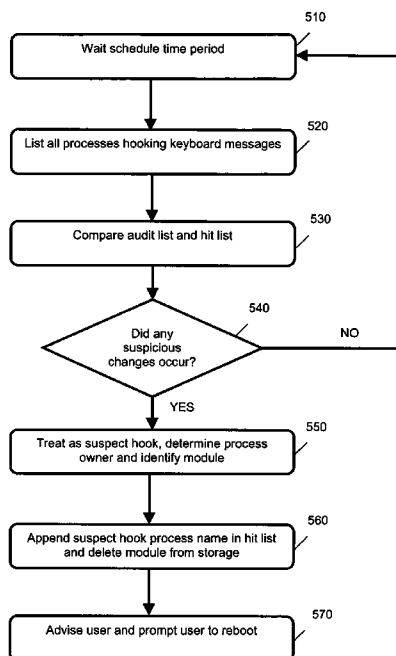 510
Wait schedule time period
520
List all processes hooking keyboard messages
530
Compare audit list and hit list
540
Did any
suspicious
changes occur?
NO
YES
550
Treat as suspect hook, determine process
owner and identify module
560
Append suspect hook process name in hit list
and delete module from storage
570
Advise user and prompt user to reboot